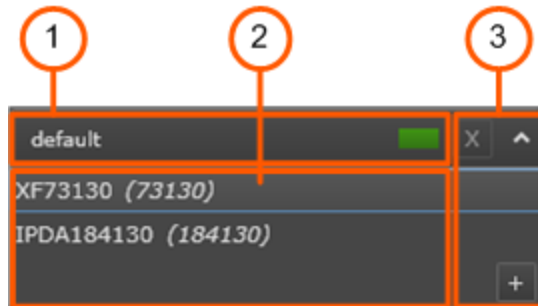 1 2 3
default X ^
XF73130 (73130)
IPDA184130 (184130)
+